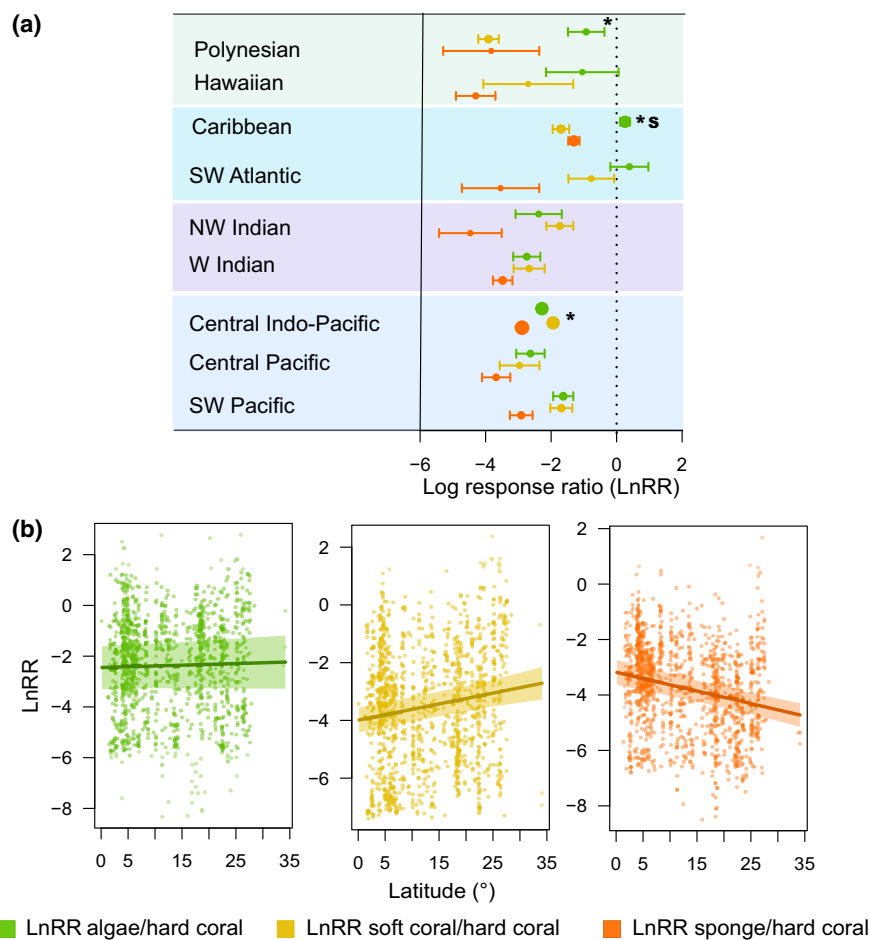 (a)
*
Polynesian
Hawaiian
Caribbean
* s
SW Atlantic
NW Indian
W Indian
Central Indo-Pacific
*
Central Pacific
SW Pacific
−6 −4 −2 0 2
Log response ratio (LnRR)
(b)
LnRR
2
0
−2
−4
−6
−8
0 5 15 25 35
2
0
−2
−4
−6
0 5 15 25 35
2
0
−2
−4
−6
−8
0 5 15 25 35
Latitude (°)
LnRR algae/hard coral LnRR soft coral/hard coral LnRR sponge/hard coral